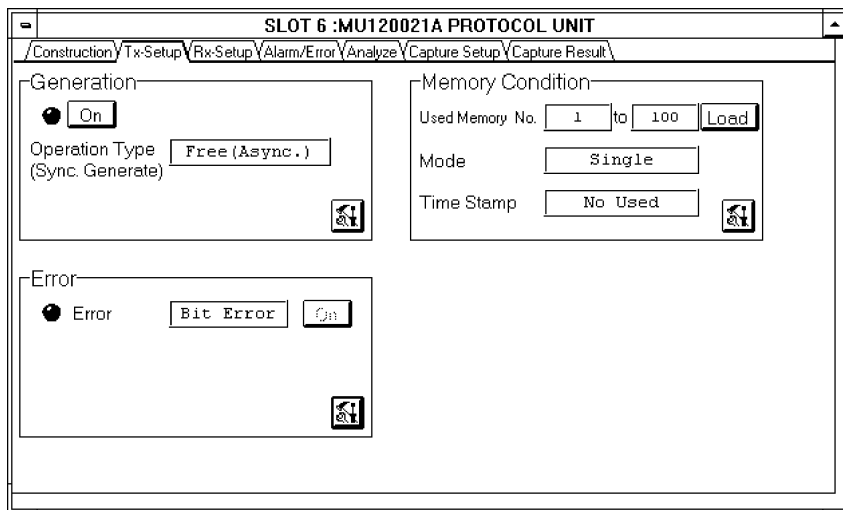 SLOT 6 :MU120021A PROTOCOL UNIT
Construction Tx-Setup Rx-Setup Alarm/Error Analyze Capture Setup Capture Result
Generation
On
Operation Type Free(Async.)
(Sync. Generate)
Memory Condition
Used Memory No. 1 to 100 Load
Mode Single
Time Stamp No Used
Error
Error Bit Error On